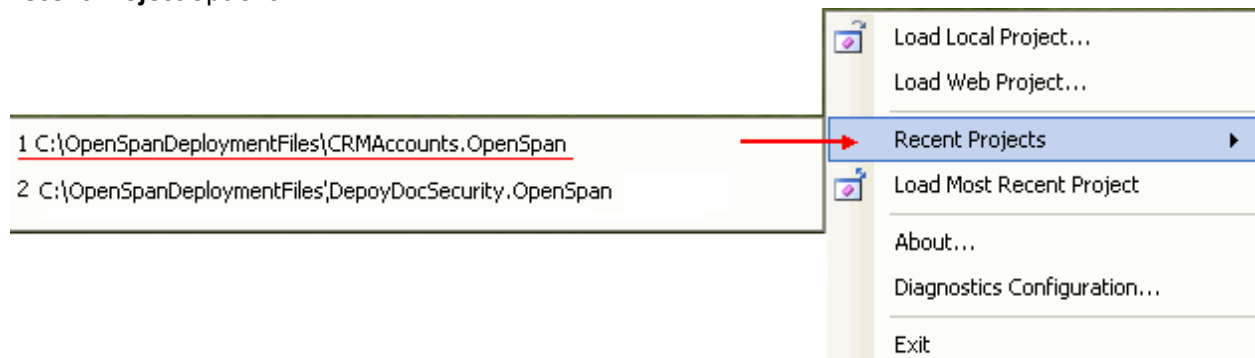 Load Local Project...
Load Web Project...
1 C:\OpenSpanDeploymentFiles\CRMAccounts.OpenSpan
Recent Projects
2 C:\OpenSpanDeploymentFiles¦DepoyDocSecurity.OpenSpan
Load Most Recent Project
About...
Diagnostics Configuration...
Exit